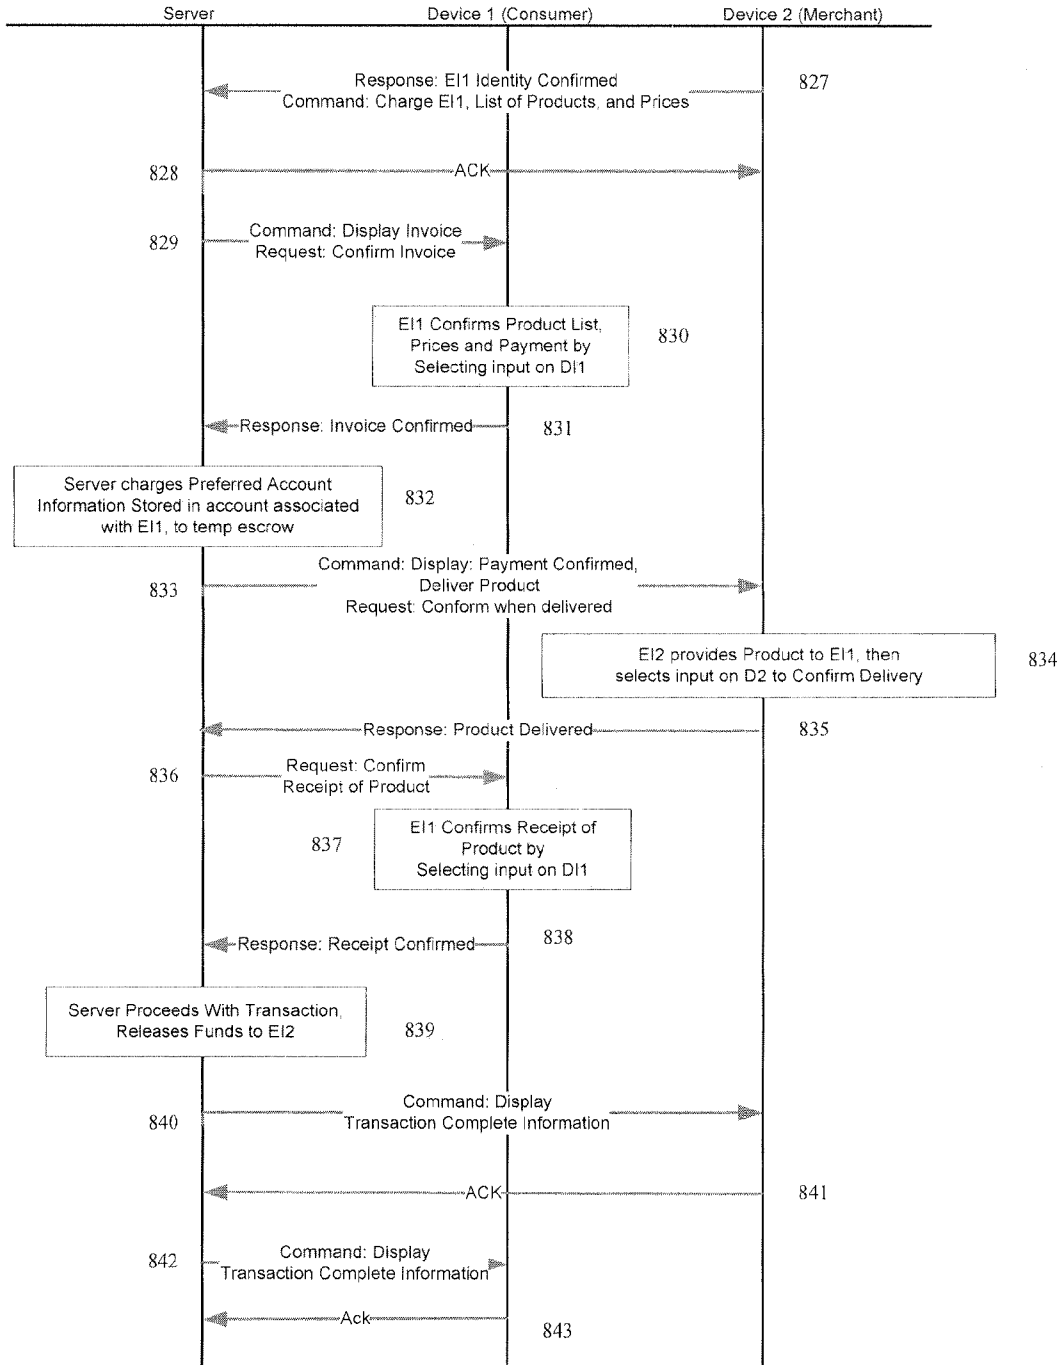 Server
Device 1 (Consumer)
Device 2 (Merchant)
Response: EI1 Identity Confirmed
Command: Charge EI1, List of Products, and Prices
827
828
ACK
829
Command: Display Invoice
Request: Confirm Invoice
EI1 Confirms Product List,
Prices and Payment by
Selecting input on DI1
830
Response: Invoice Confirmed
831
Server charges Preferred Account
Information Stored in account associated
with EI1, to temp escrow
832
833
Command: Display: Payment Confirmed,
Deliver Product
Request: Conform when delivered
EI2 provides Product to EI1, then
selects input on D2 to Confirm Delivery
834
Response: Product Delivered
835
836
Request: Confirm
Receipt of Product
837
EI1 Confirms Receipt of
Product by
Selecting input on DI1
Response: Receipt Confirmed
838
Server Proceeds With Transaction,
Releases Funds to EI2
839
840
Command: Display
Transaction Complete Information
ACK
841
842
Command: Display
Transaction Complete Information
Ack
843